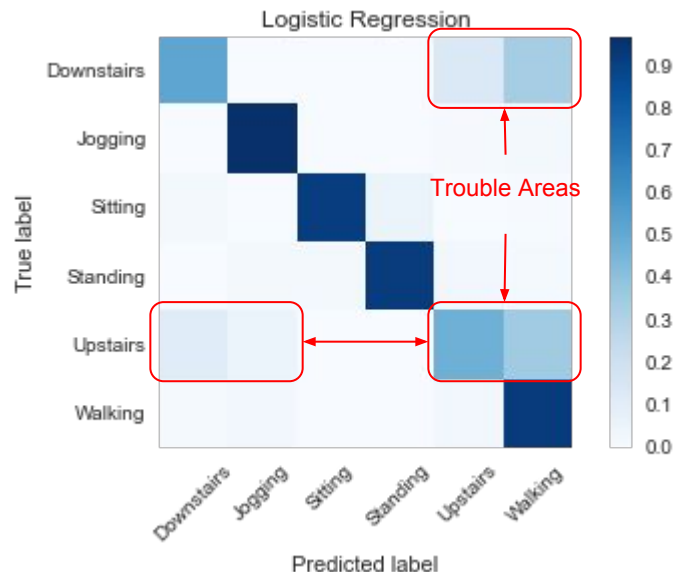 Logistic Regression
True label
Downstairs
Jogging
Sitting
Standing
Upstairs
Walking
Trouble Areas
0.9
0.8
0.7
0.6
0.5
0.4
0.3
0.2
0.1
0.0
Downstairs
Jogging
Sitting
Standing
Upstairs
Walking
Predicted label